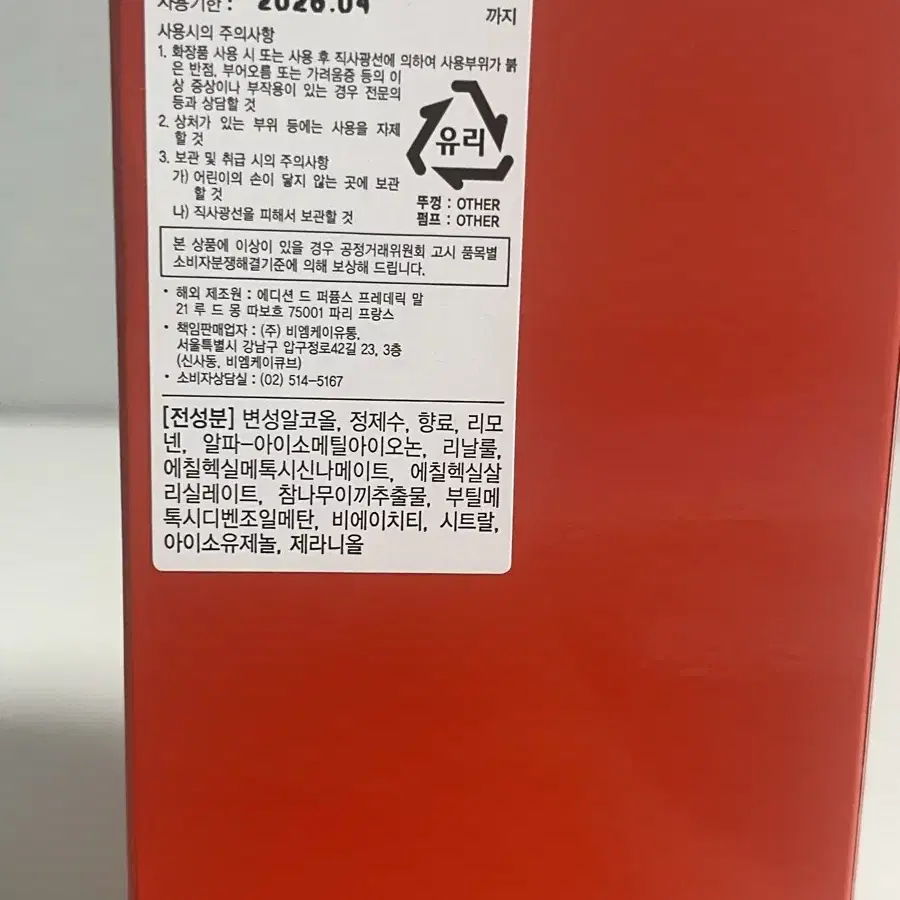 사용기한 : 2026.04 까지
사용시의 주의사항
1. 화장품 사용 시 또는 사용 후 직사광선에 의하여 사용부위가 붉
은 반점, 부어오름 또는 가려움증 등의 이
상 증상이나 부작용이 있는 경우 전문의
등과 상담할 것
2. 상처가 있는 부위 등에는 사용을 자제
할 것
3. 보관 및 취급 시의 주의사항
가) 어린이의 손이 닿지 않는 곳에 보관
할 것
나) 직사광선을 피해서 보관할 것
유리
뚜껑 : OTHER
펌프 : OTHER
본 상품에 이상이 있을 경우 공정거래위원회 고시 품목별
소비자분쟁해결기준에 의해 보상해 드립니다.
• 해외 제조원 : 에디션 드 퍼퓸스 프레데릭 말
21 루 드 몽 따보흐 75001 파리 프랑스
• 책임판매업자 : (주) 비엠케이유통,
서울특별시 강남구 압구정로42길 23, 3층
(신사동, 비엠케이큐브)
• 소비자상담실 : (02) 514-5167
[전성분] 변성알코올, 정제수, 향료, 리모
넨, 알파-아이소메틸아이오논, 리날룰,
에칠헥실메톡시신나메이트, 에칠헥실살
리실레이트, 참나무이끼추출물, 부틸메
톡시디벤조일메탄, 비에이치티, 시트랄,
아이소유제놀, 제라니올